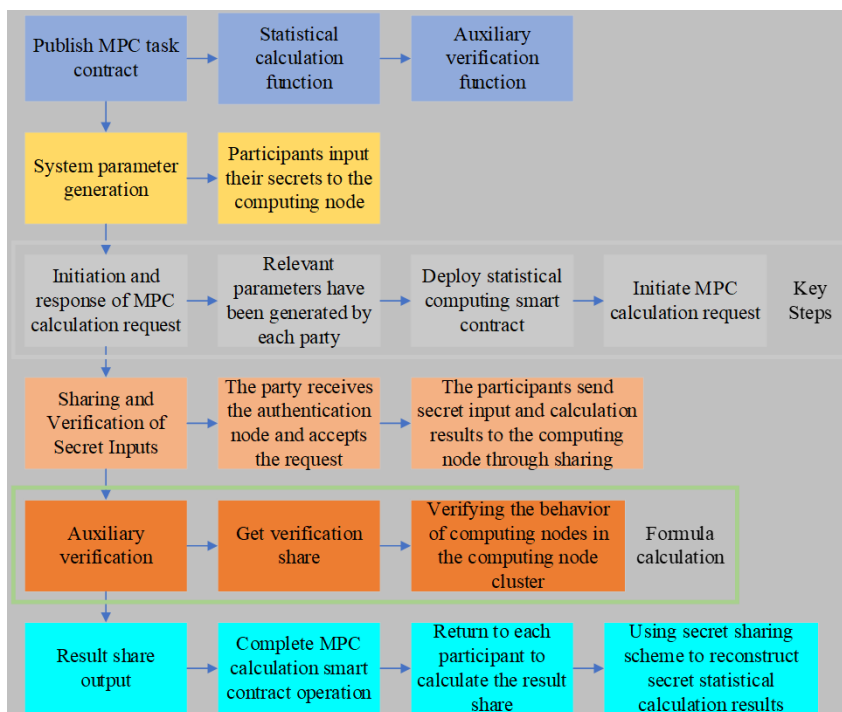 Publish MPC task
contract
Statistical
calculation
function
Auxiliary
verification
function
System parameter
generation
Participants input
their secrets to the
computing node
Initiation and
response of MPC
calculation request
Relevant
parameters have
been generated by
each party
Deploy statistical
computing smart
contract
Initiate MPC
calculation request
Key
Steps
Sharing and
Verification of
Secret Inputs
The party receives
the authentication
node and accepts
the request
The participants send
secret input and calculation
results to the computing
node through sharing
Auxiliary
verification
Get verification
share
Verifying the behavior
of computing nodes in
the computing node
cluster
Formula
calculation
Result share
output
Complete MPC
calculation smart
contract operation
Return to each
participant to
calculate the result
share
Using secret sharing
scheme to reconstruct
secret statistical
calculation results